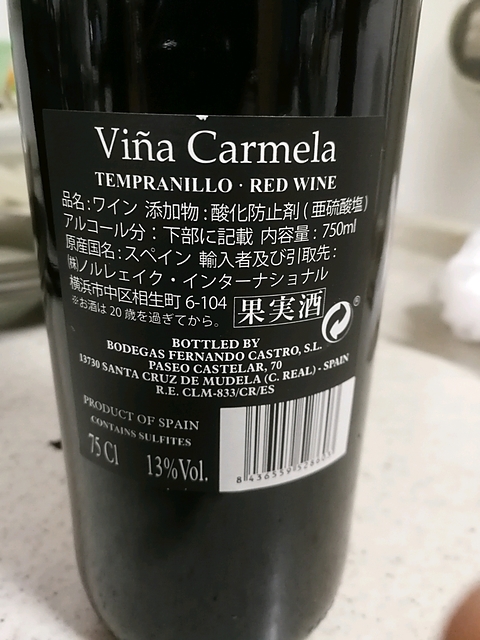 Viña Carmela
TEMPRANILLO · RED WINE
品名:ワイン 添加物:酸化防止剤(亜硫酸塩)
アルコール分:下部に記載 内容量:750ml
原産国名:スペイン 輸入者及び引取先:
㈱ノルレェイク・インターナショナル
横浜市中区相生町 6-104 果実酒
※お酒は 20 歳を過ぎてから。
®
BOTTLED BY
BODEGAS FERNANDO CASTRO, S.L.
PASEO CASTELAR, 70
13730 SANTA CRUZ DE MUDELA (C. REAL) - SPAIN
R.E. CLM-833/CR/ES
PRODUCT OF SPAIN
CONTAINS SULFITES
75 Cl 13%Vol.